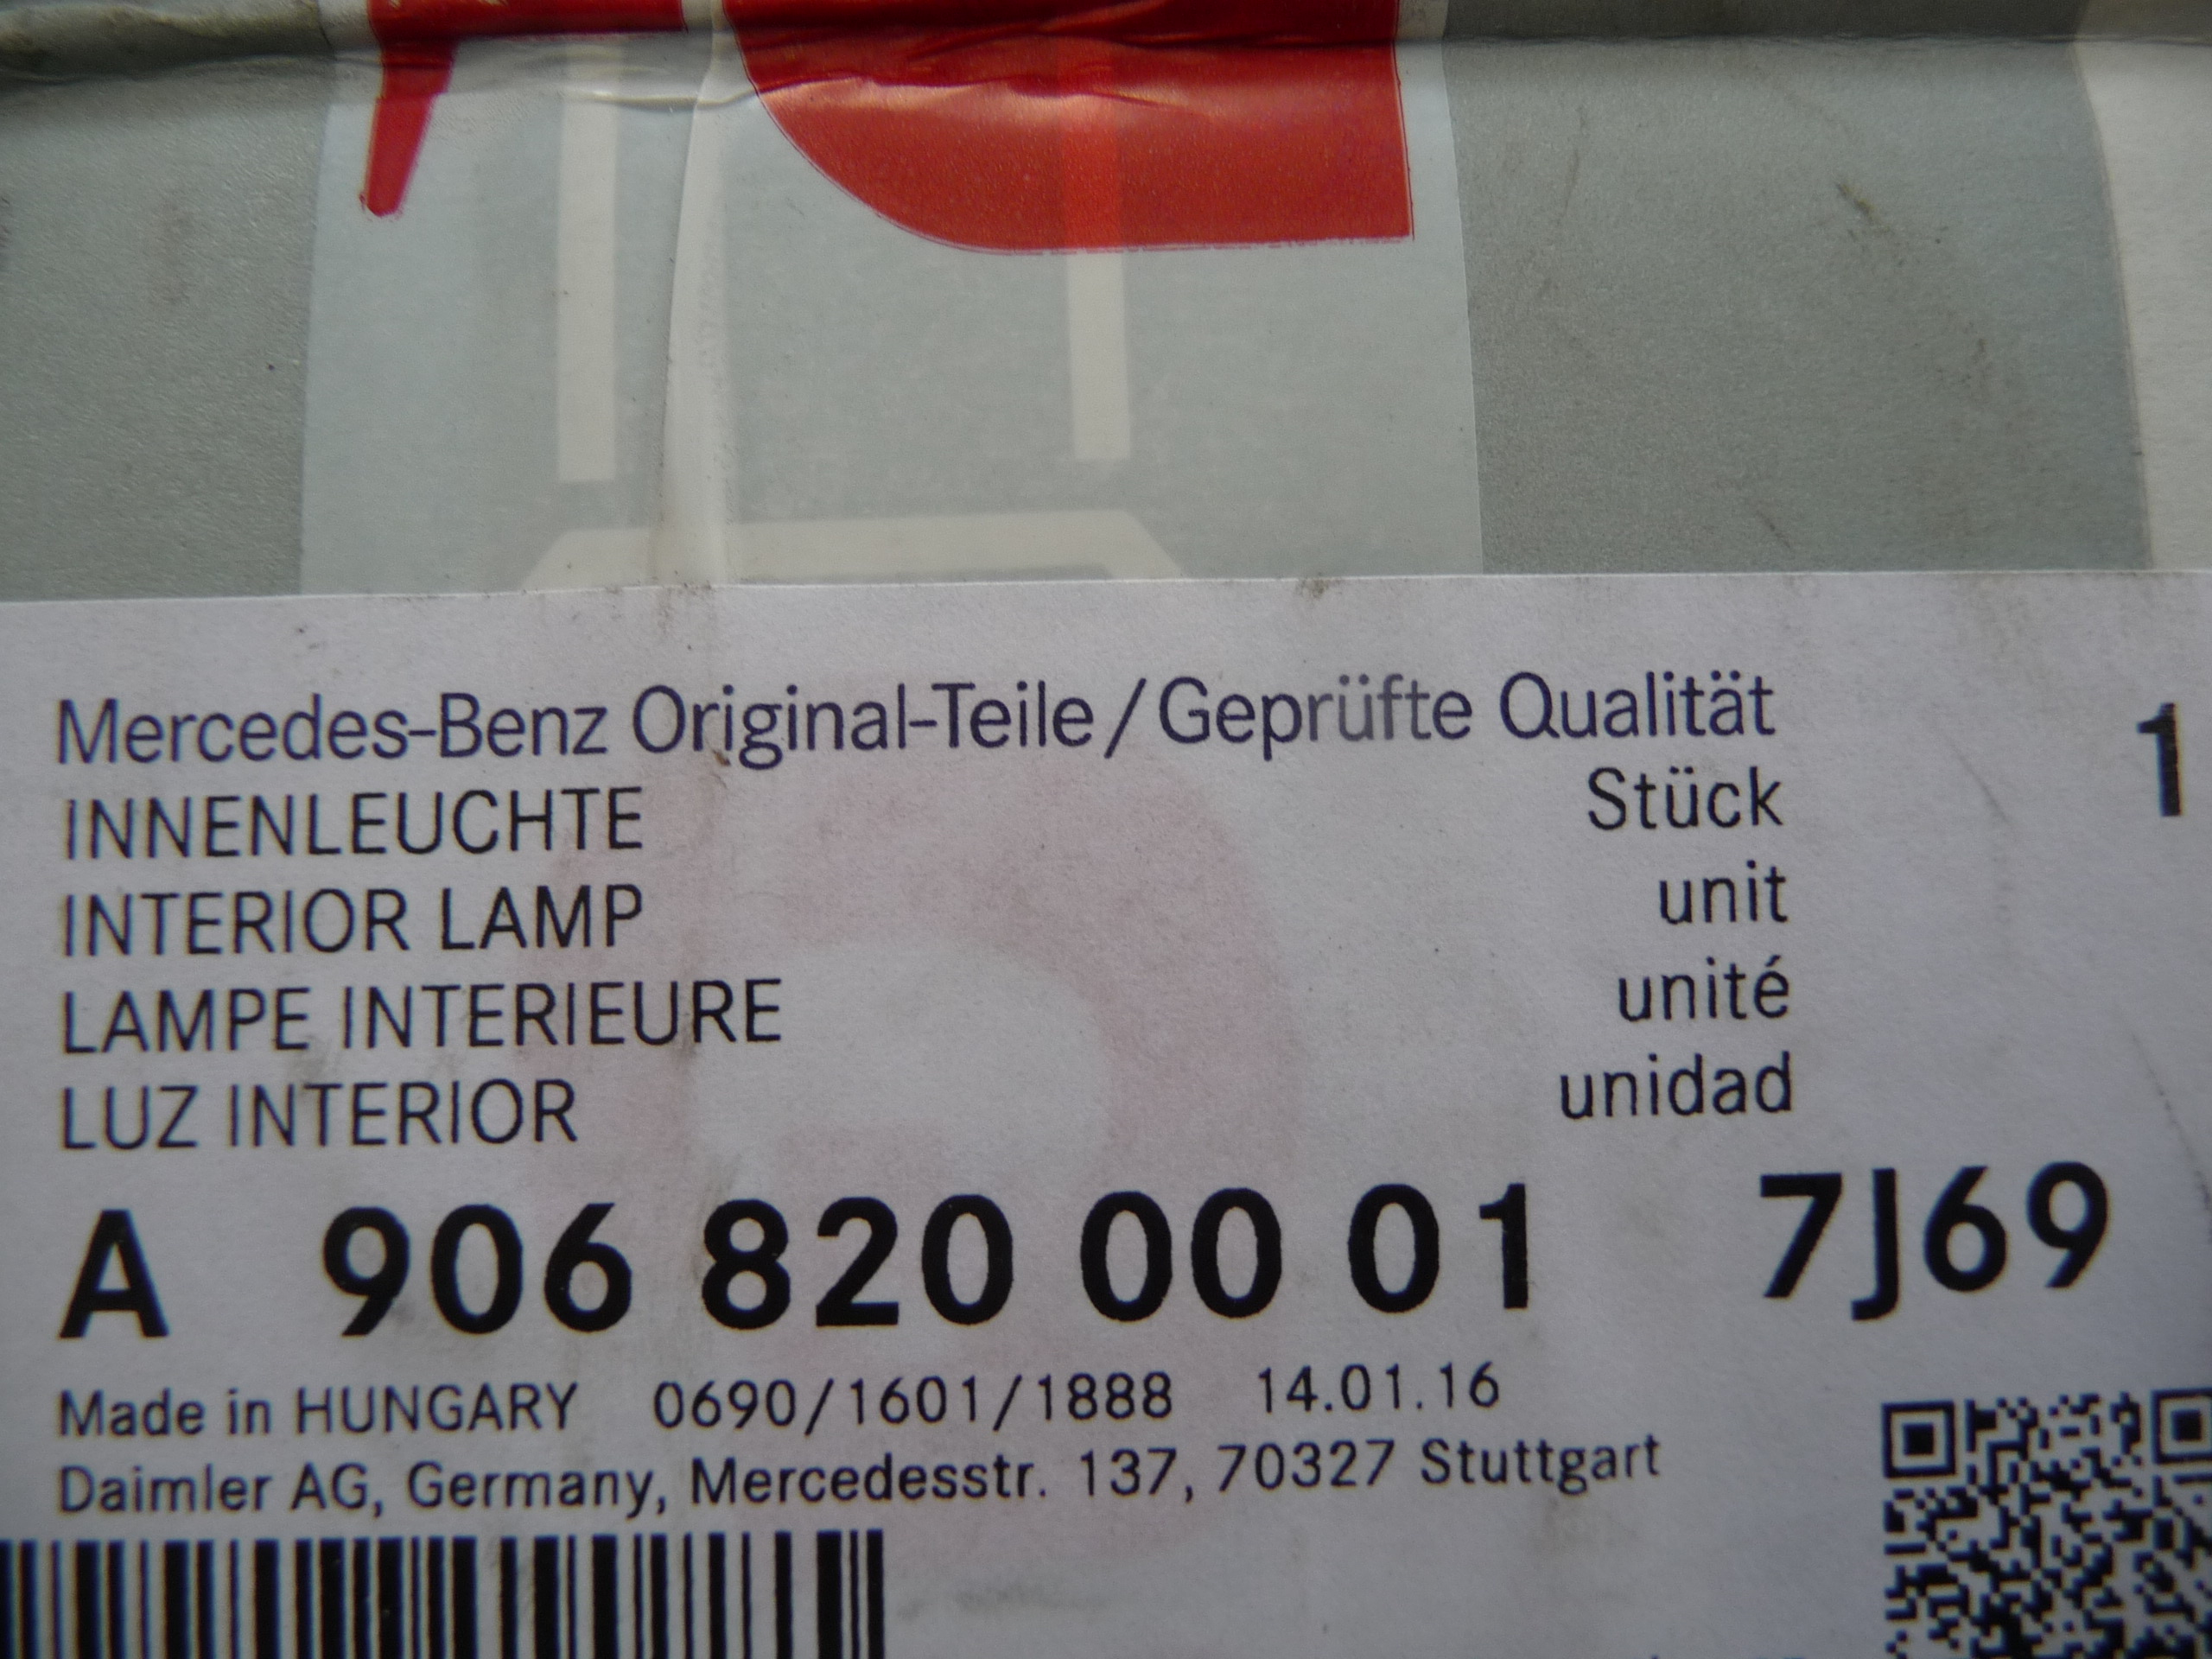 Mercedes-Benz Original-Teile / Geprüfte Qualität
INNENLEUCHTE Stück 1
INTERIOR LAMP unit
LAMPE INTERIEURE unité
LUZ INTERIOR unidad
A 906 820 00 01 7J69
Made in HUNGARY 0690/1601/1888 14.01.16
Daimler AG, Germany, Mercedesstr. 137, 70327 Stuttgart